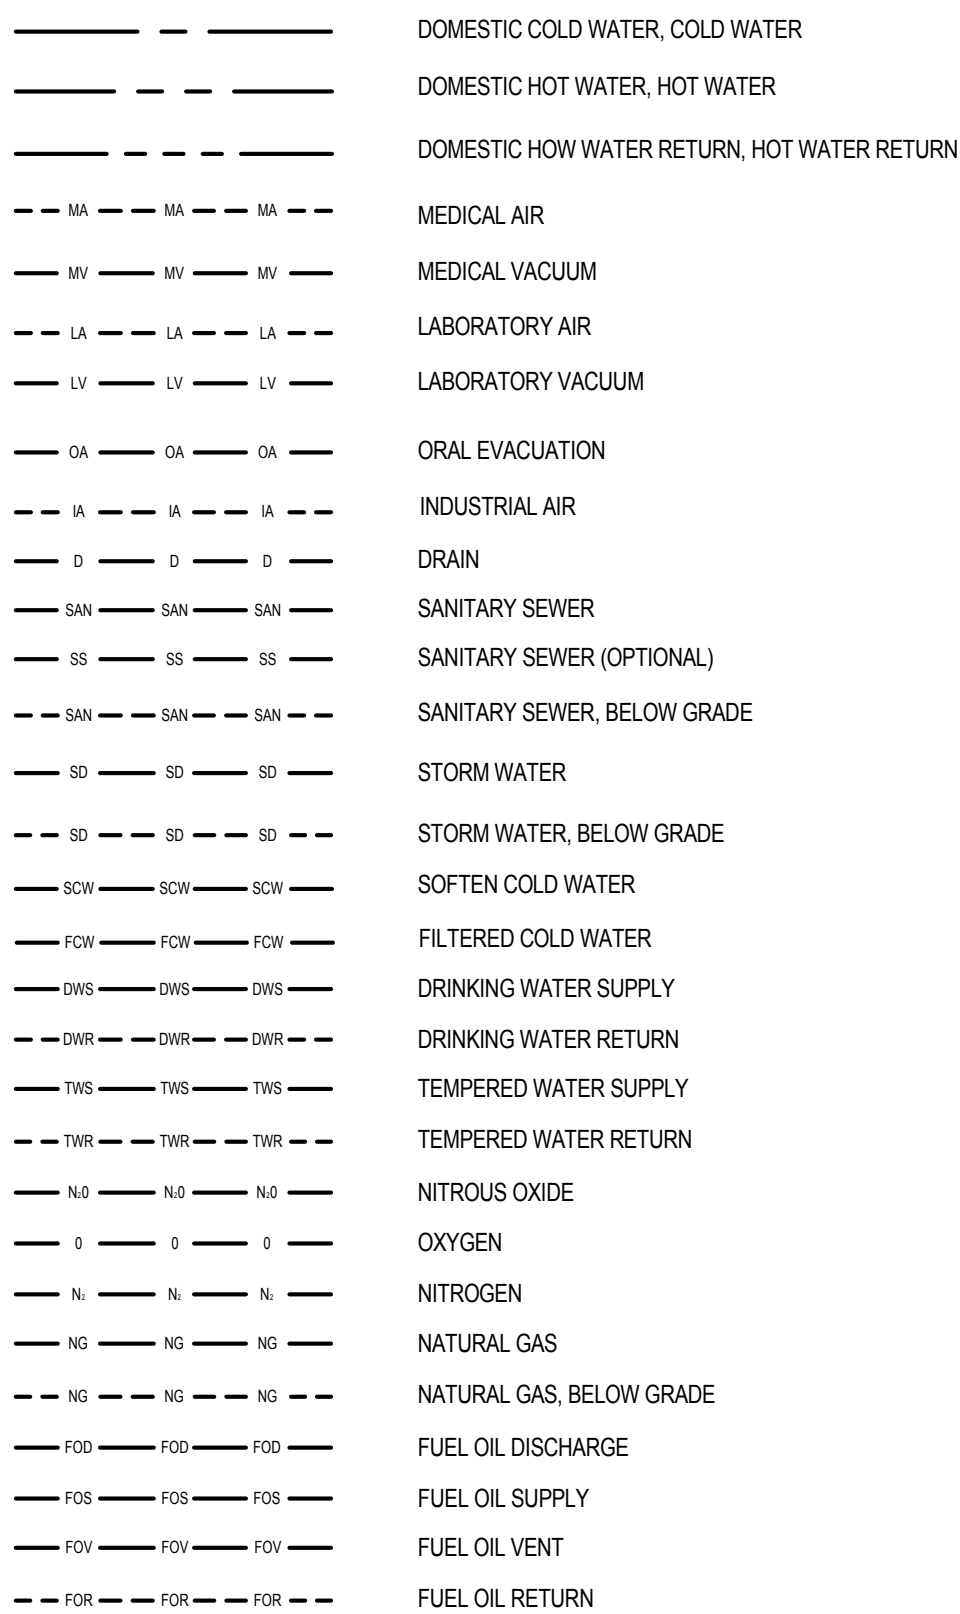 DOMESTIC COLD WATER, COLD WATER
DOMESTIC HOT WATER, HOT WATER
DOMESTIC HOW WATER RETURN, HOT WATER RETURN
MA MA MA MEDICAL AIR
MV MV MV MEDICAL VACUUM
LA LA LA LABORATORY AIR
LV LV LV LABORATORY VACUUM
OA OA OA ORAL EVACUATION
IA IA IA INDUSTRIAL AIR
D D D DRAIN
SAN SAN SAN SANITARY SEWER
SS SS SS SANITARY SEWER (OPTIONAL)
SAN SAN SAN SANITARY SEWER, BELOW GRADE
SD SD SD STORM WATER
SD SD SD STORM WATER, BELOW GRADE
SCW SCW SCW SOFTEN COLD WATER
FCW FCW FCW FILTERED COLD WATER
DWS DWS DWS DRINKING WATER SUPPLY
DWR DWR DWR DRINKING WATER RETURN
TWS TWS TWS TEMPERED WATER SUPPLY
TWR TWR TWR TEMPERED WATER RETURN
N₂0 N₂0 N₂0 NITROUS OXIDE
0 0 0 OXYGEN
N₂ N₂ N₂ NITROGEN
NG NG NG NATURAL GAS
NG NG NG NATURAL GAS, BELOW GRADE
FOD FOD FOD FUEL OIL DISCHARGE
FOS FOS FOS FUEL OIL SUPPLY
FOV FOV FOV FUEL OIL VENT
FOR FOR FOR FUEL OIL RETURN